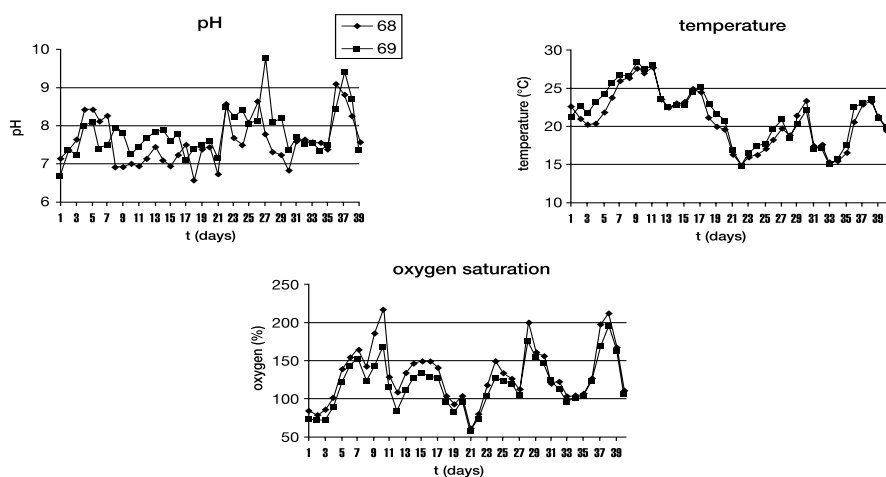 pH
68
69
10
9
8
7
6
pH
1 3 5 7 9 11 13 15 17 19 21 23 25 27 29 31 33 35 37 39
t (days)
temperature
30
25
20
15
10
temperature (°C)
1 3 5 7 9 11 13 15 17 19 21 23 25 27 29 31 33 35 37 39
t (days)
oxygen saturation
250
200
150
100
50
oxygen (%)
1 3 5 7 9 11 13 15 17 19 21 23 25 27 29 31 33 35 37 39
t (days)